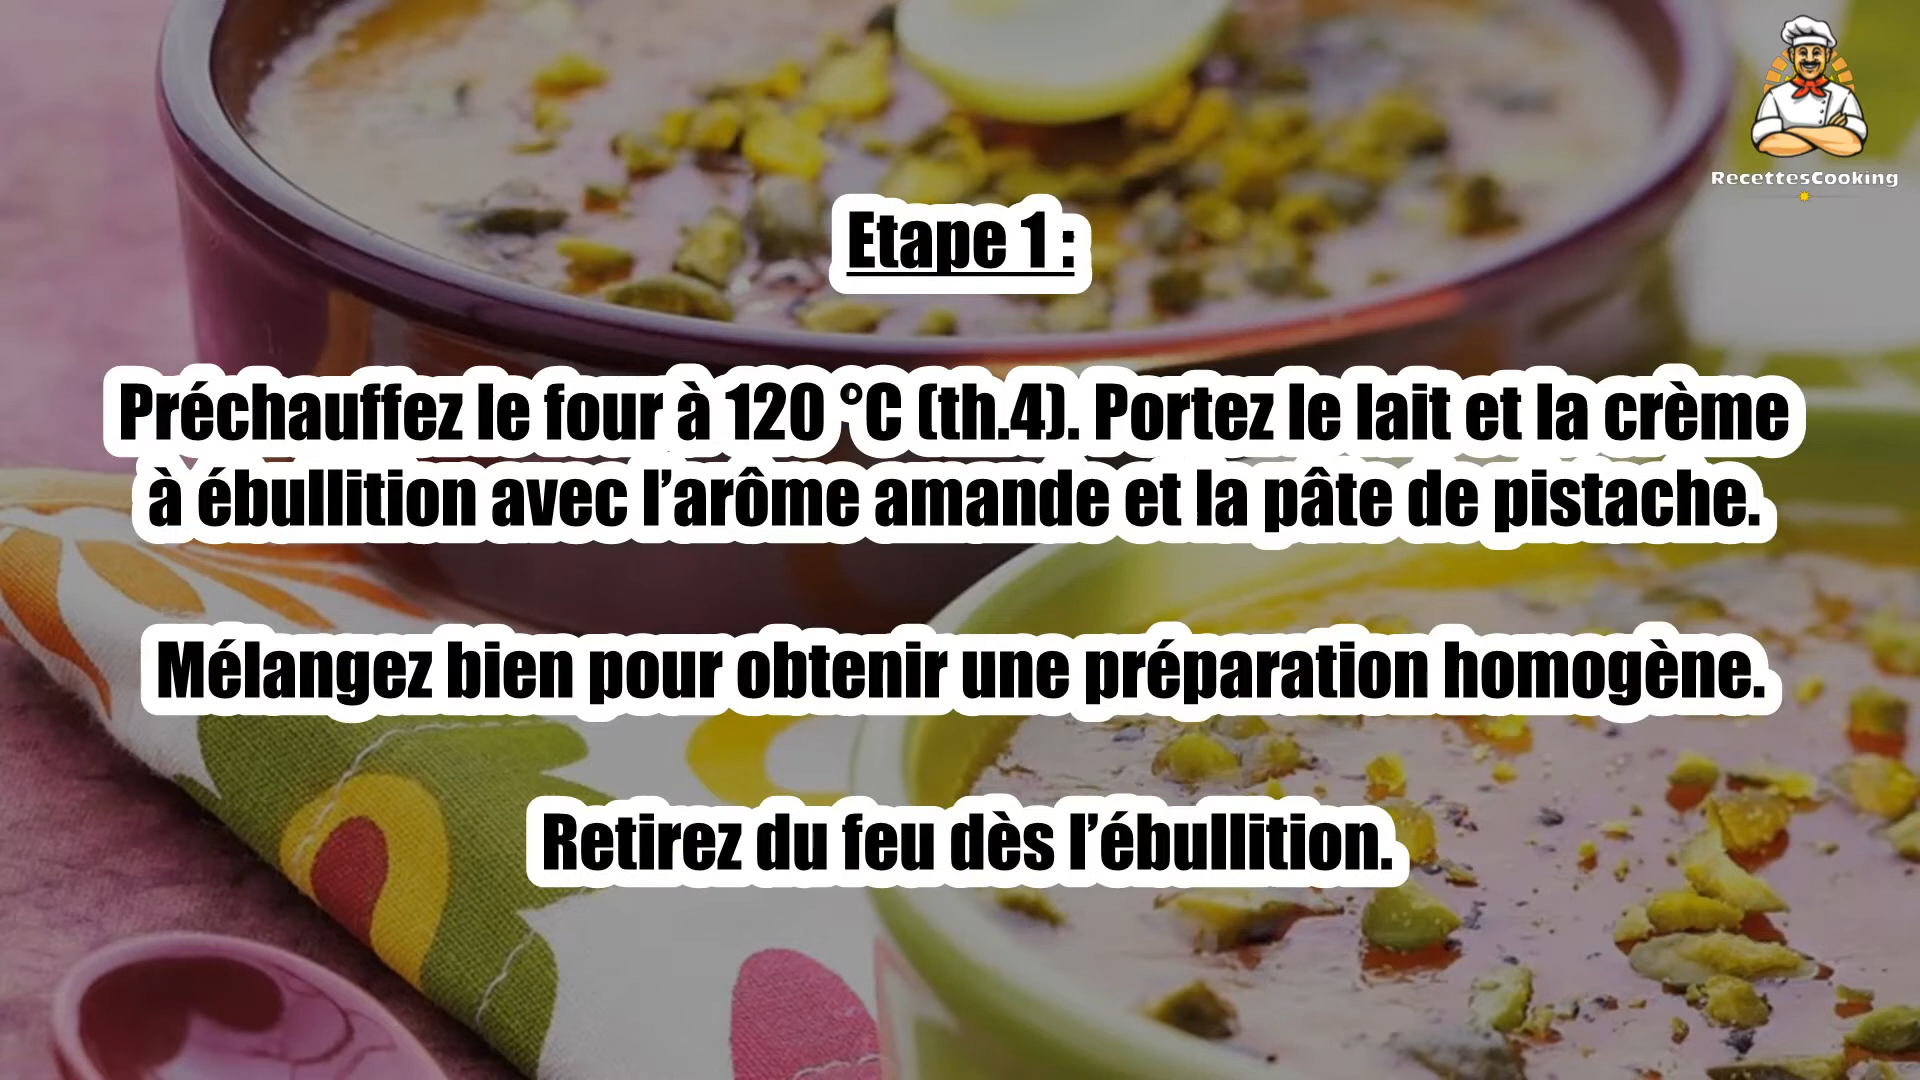 RecettesCooking
Etape 1 :
Préchauffez le four à 120 °C (th.4). Portez le lait et la crème
à ébullition avec l’arôme amande et la pâte de pistache.
Mélangez bien pour obtenir une préparation homogène.
Retirez du feu dès l’ébullition.